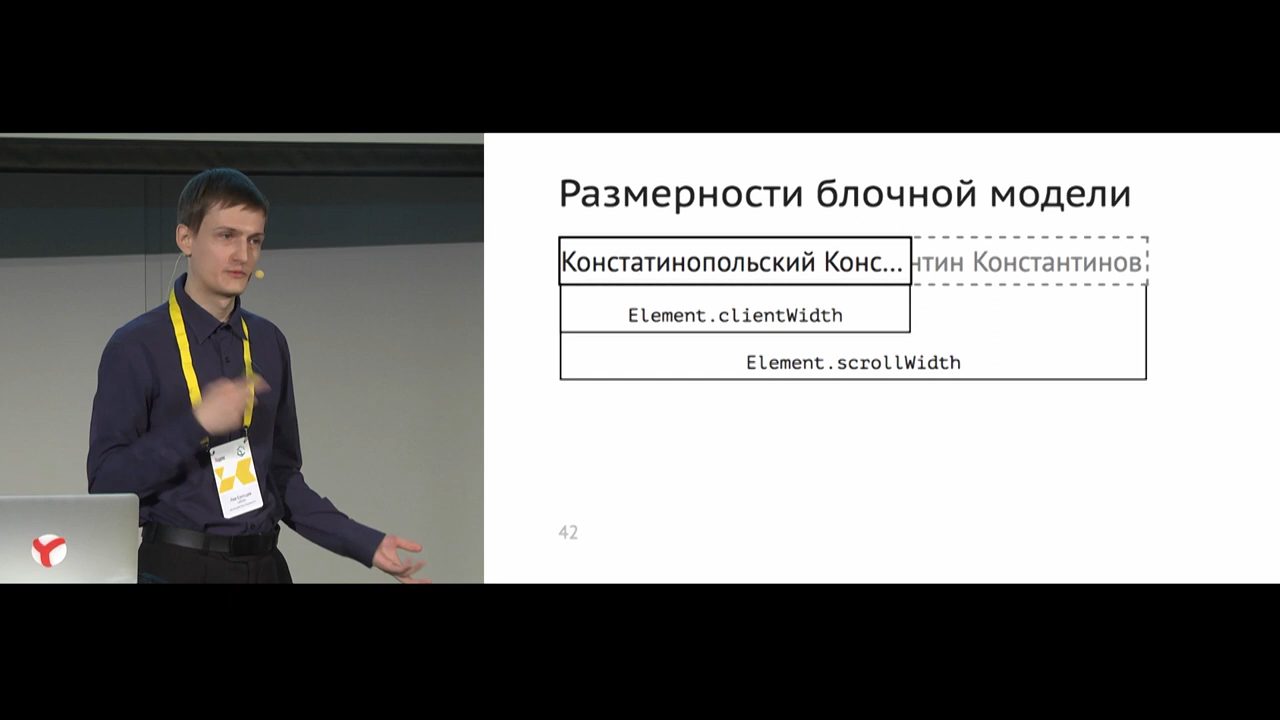 Размерности блочной модели
Констатинопольский Конс... нтин Константинов
Element.clientWidth
Element.scrollWidth
42